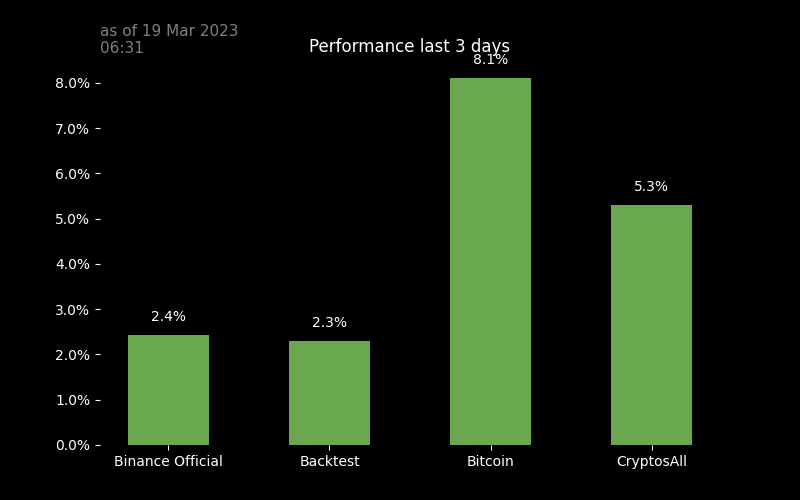 as of 19 Mar 2023
06:31
Performance last 3 days
8.1%
8.0%
7.0%
6.0%
5.3%
5.0%
4.0%
3.0%
2.4%
2.3%
2.0%
1.0%
0.0%
Binance Official
Backtest
Bitcoin
CryptosAll